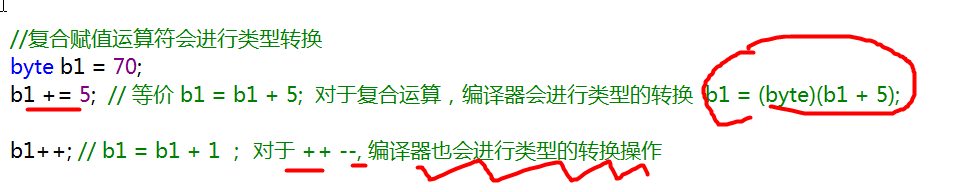 //复合赋值运算符会进行类型转换
byte b1 = 70;
b1 += 5; // 等价 b1 = b1 + 5; 对于复合运算，编译器会进行类型的转换 b1 = (byte)(b1 + 5);
b1++; // b1 = b1 + 1 ；对于 ++ --, 编译器也会进行类型的转换操作